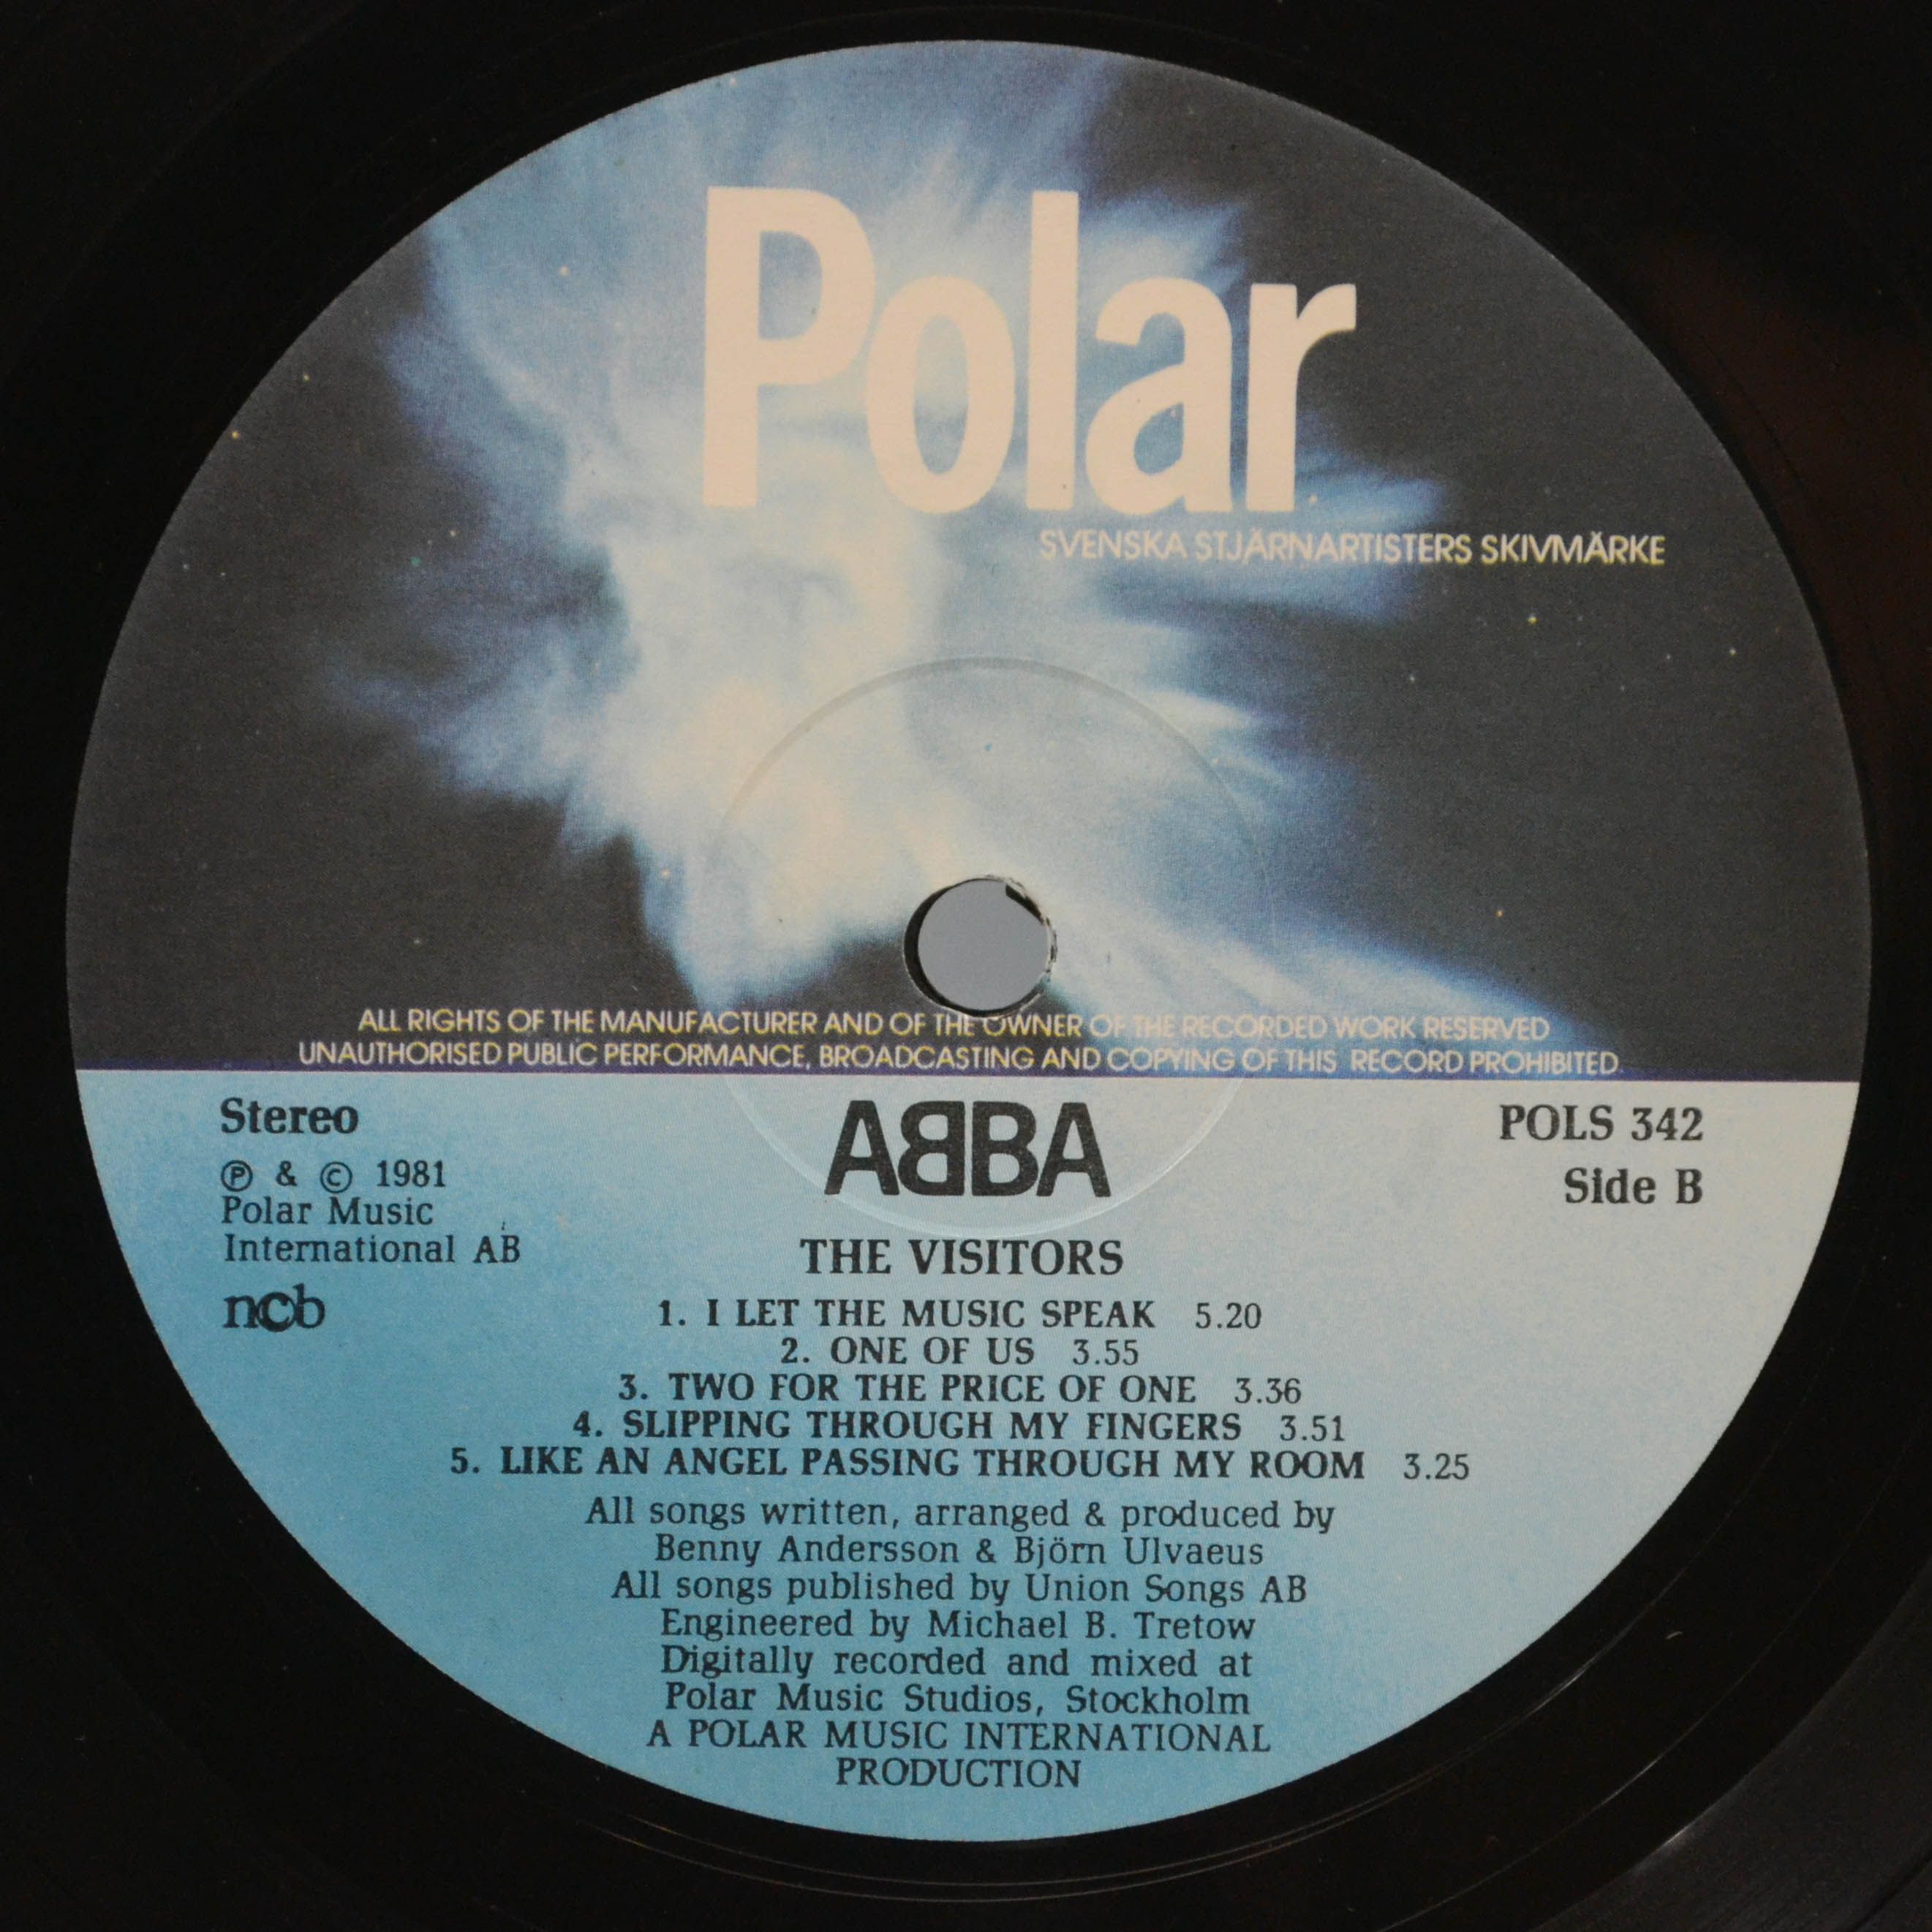 Polar
SVENSKA STJÄRNARTISTERS SKIVMÄRKE
ALL RIGHTS OF THE MANUFACTURER AND OF THE OWNER OF THE RECORDED WORK RESERVED
UNAUTHORISED PUBLIC PERFORMANCE, BROADCASTING AND COPYING OF THIS RECORD PROHIBITED.
Stereo
℗ & © 1981
Polar Music
International AB
ncb
ABBA
POLS 342
Side B
THE VISITORS
1. I LET THE MUSIC SPEAK 5.20
2. ONE OF US 3.55
3. TWO FOR THE PRICE OF ONE 3.36
4. SLIPPING THROUGH MY FINGERS 3.51
5. LIKE AN ANGEL PASSING THROUGH MY ROOM 3.25
All songs written, arranged & produced by
Benny Andersson & Björn Ulvaeus
All songs published by Union Songs AB
Engineered by Michael B. Tretow
Digitally recorded and mixed at
Polar Music Studios, Stockholm
A POLAR MUSIC INTERNATIONAL
PRODUCTION